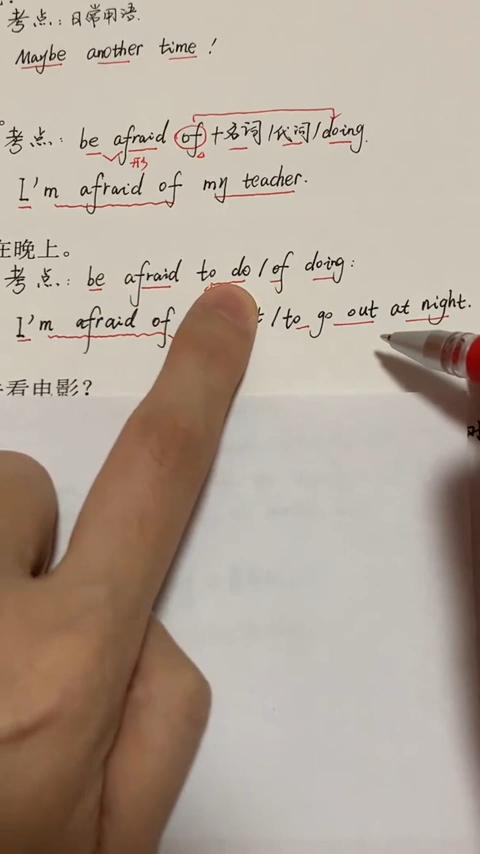 考点：日常用语.
Maybe another time！
考点：be afraid of＋名词/代词/doing.
形
I'm afraid of my teacher.
在晚上。
考点：be afraid to do/of doing：
I'm afraid of /to go out at night.
看电影？